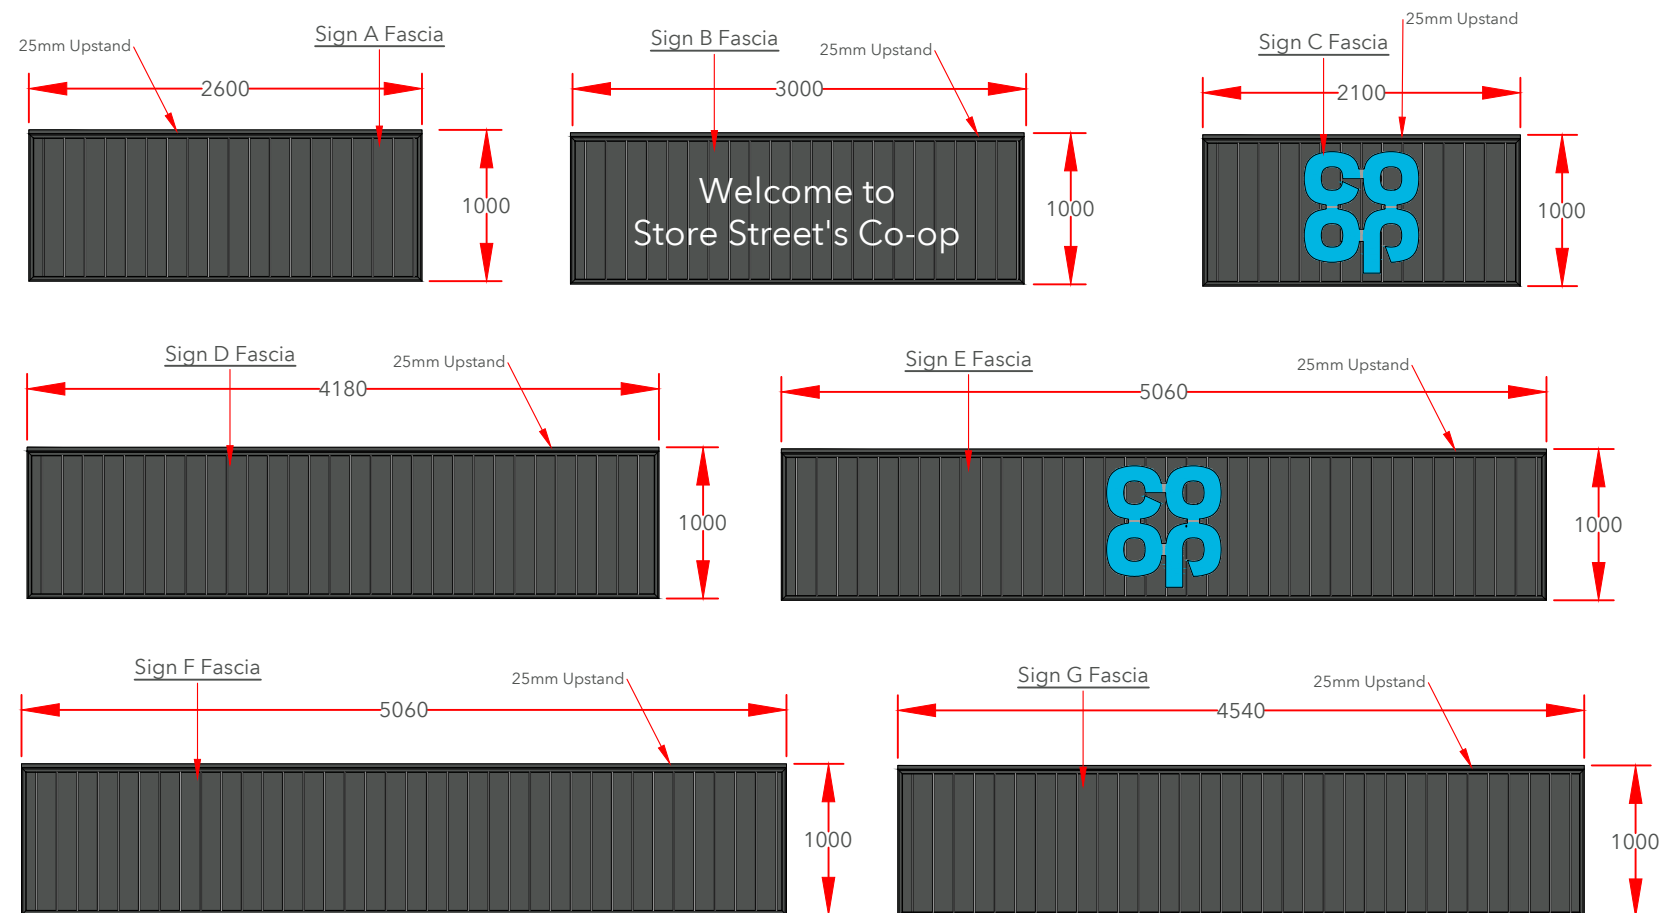 25mm Upstand
Sign A Fascia
2600
1000
Sign B Fascia
25mm Upstand
3000
Welcome to
Store Street's Co-op
1000
25mm Upstand
Sign C Fascia
2100
co
op
1000
Sign D Fascia
25mm Upstand
4180
1000
Sign E Fascia
25mm Upstand
5060
co
op
1000
Sign F Fascia
25mm Upstand
5060
1000
Sign G Fascia
25mm Upstand
4540
1000